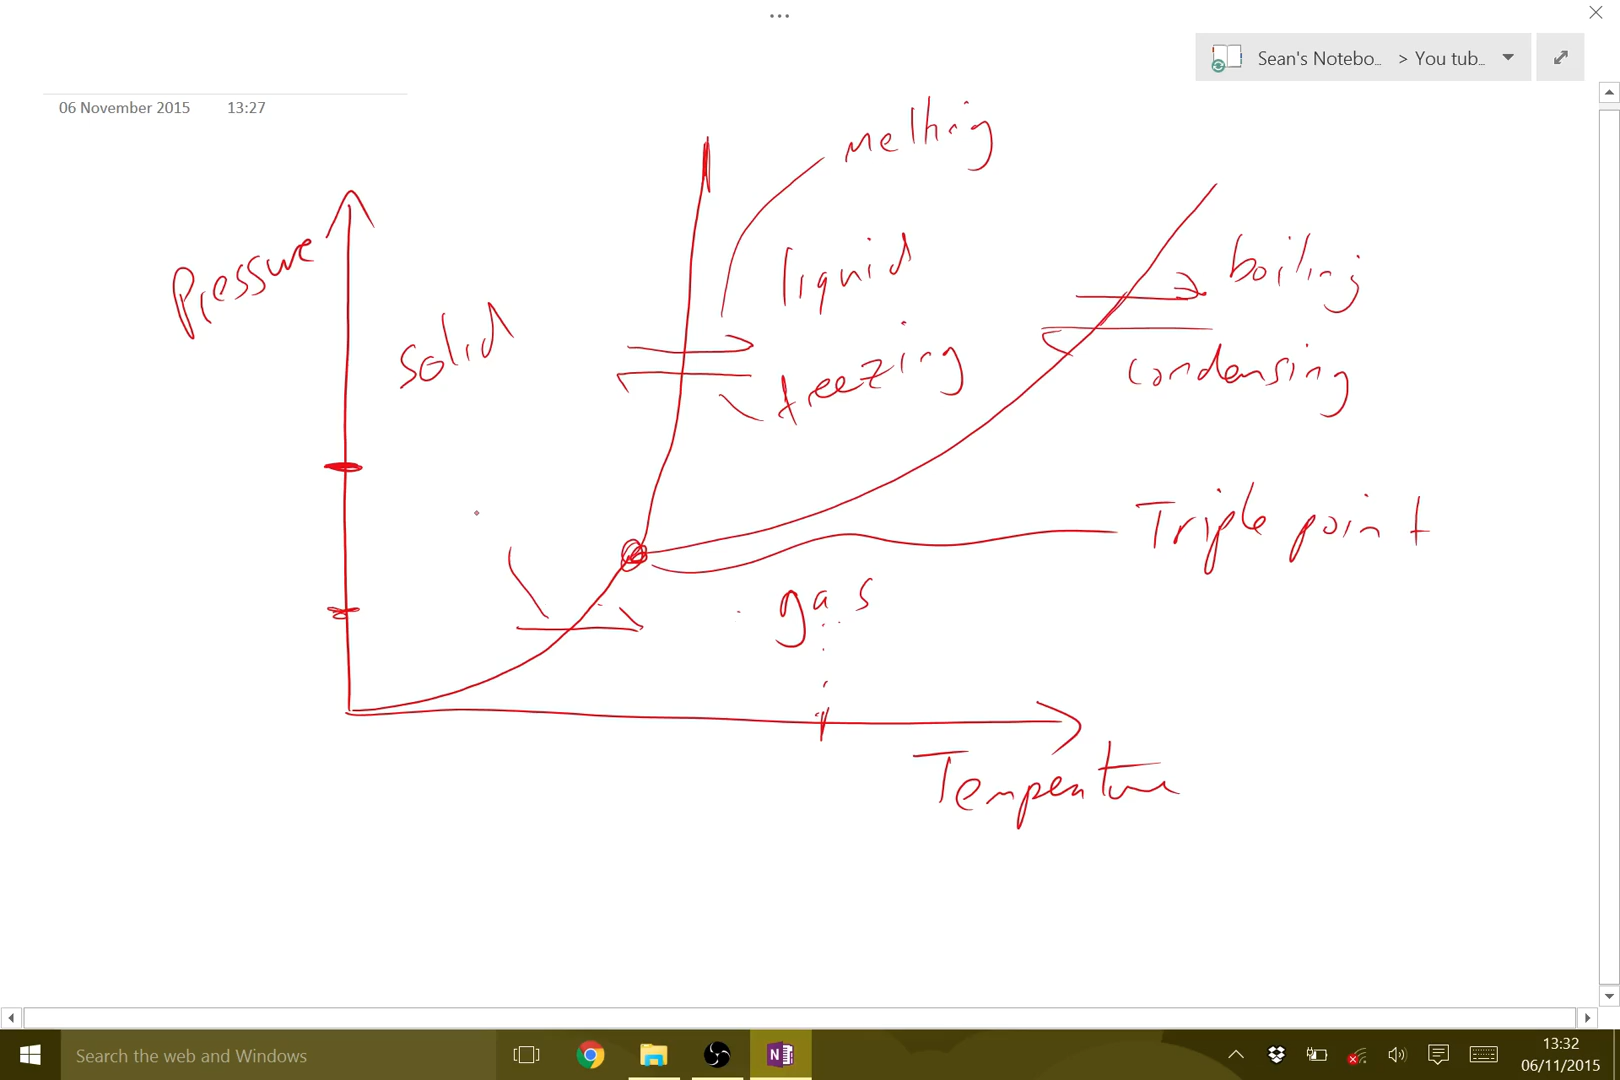 Sean's Notebo... > You tub...
06 November 2015 13:27
melting
Pressure
liquid
boiling
solid
freezing
condensing
Triple point
gas
Temperature
Search the web and Windows
13:32
06/11/2015